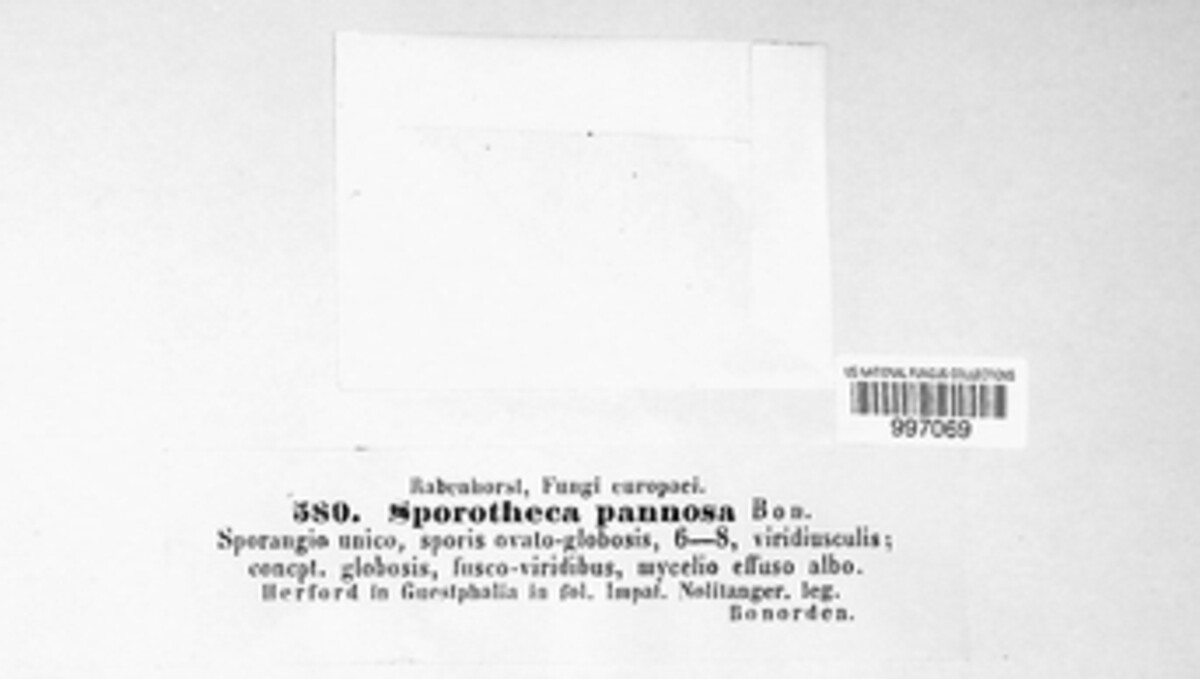 US NATIONAL FUNGUS COLLECTIONS
997069
Rabenhorst, Fungi europaei.
580. Sporotheca pannosa Bon.
Sporangio unico, sporis ovato-globosis, 6—8, viridiusculis;
concpt. globosis, fusco-viridibus, mycelio effuso albo.
Herford in Guestphalia in fol. Impat. Nolitanger. leg.
Bonorden.